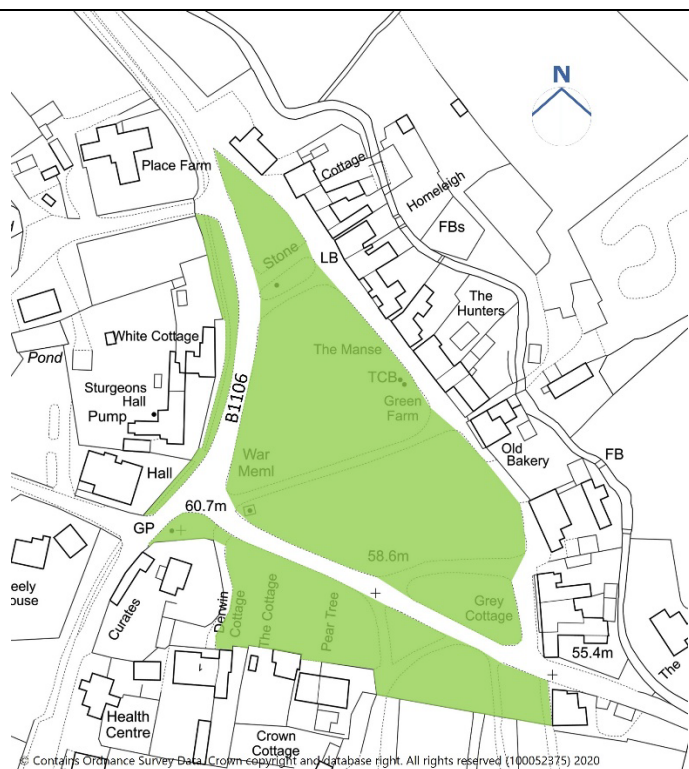 N
Place Farm
Cottage
Homeleigh
FBs
Stone
LB
The
Hunters
White Cottage
The Manse
Pond
TCB
Sturgeons
Hall
Green
Farm
Pump
B1106
Old
Bakery
War
Meml
FB
Hall
60.7m
GP
58.6m
eely
ouse
Curates
Derwin
Cottage
The Cottage
Pear Tree
Grey
Cottage
55.4m
The
1
Health
Centre
Crown
Cottage
© Contains Ordnance Survey Data. Crown copyright and database right. All rights reserved (100052375) 2020